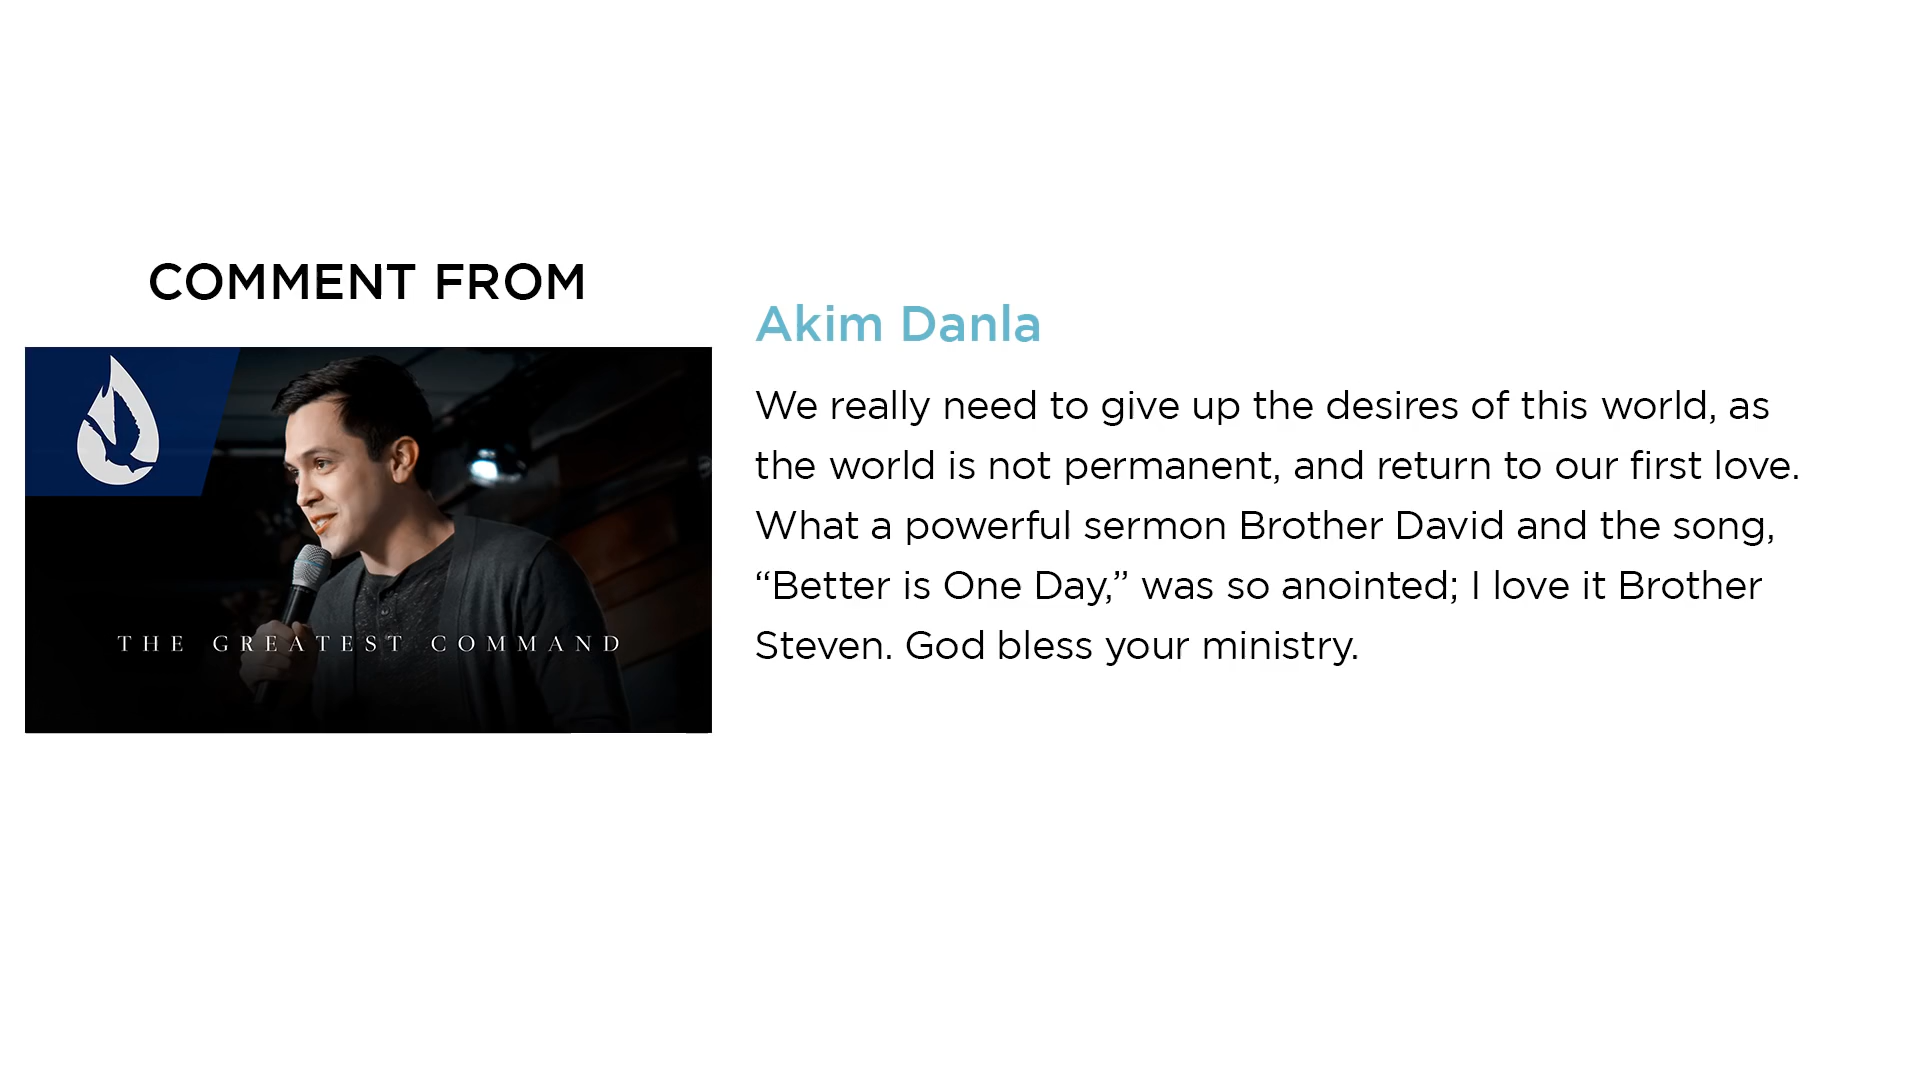 COMMENT FROM
THE GREATEST COMMAND
Akim Danla
We really need to give up the desires of this world, as
the world is not permanent, and return to our first love.
What a powerful sermon Brother David and the song,
“Better is One Day,” was so anointed; I love it Brother
Steven. God bless your ministry.